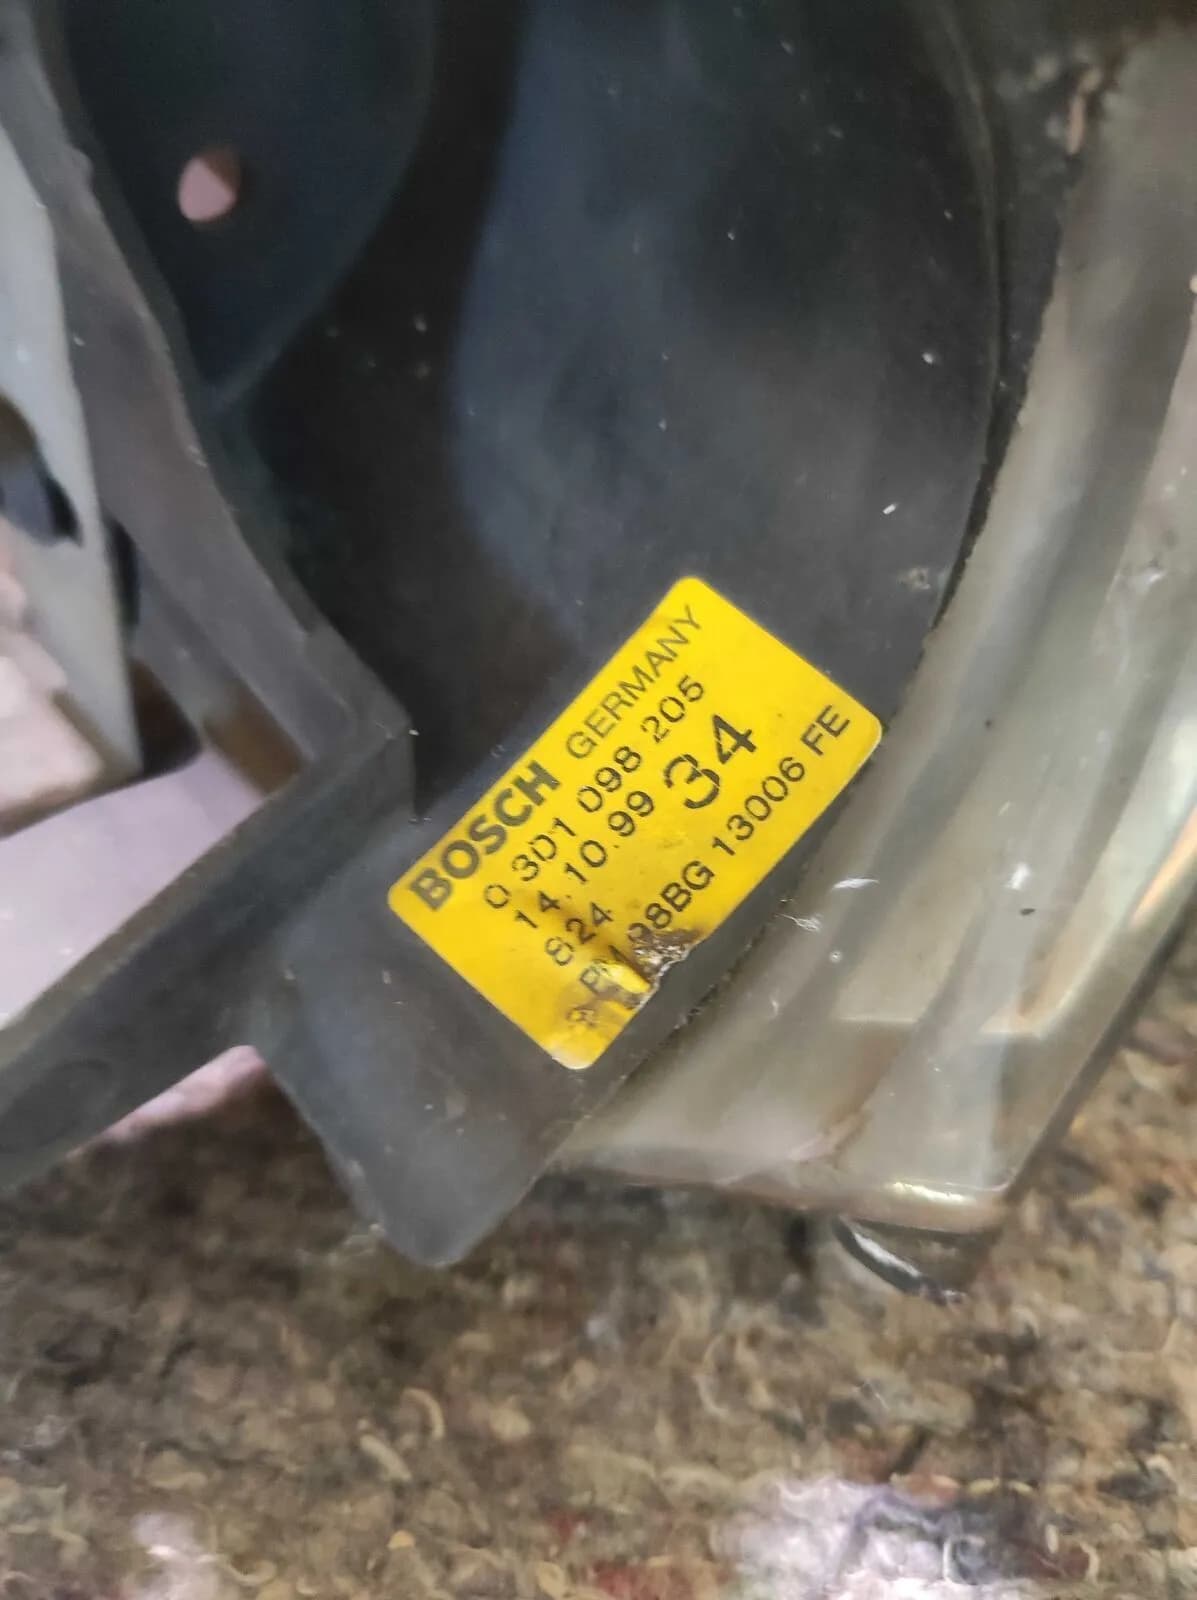 BOSCH GERMANY
0 301 098 205
14.10.99 34
824
98BG 13006 FE